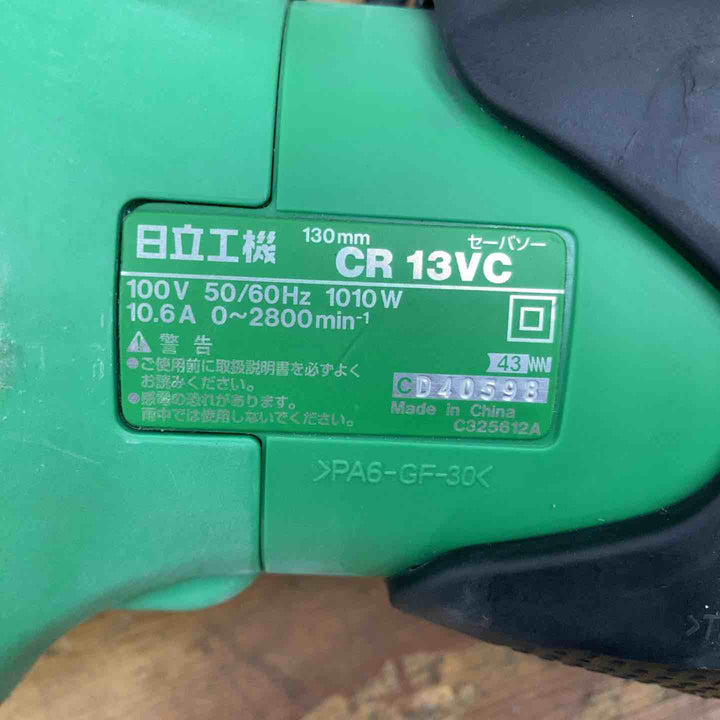 日立工機 130mm セーバソー
CR 13VC
100V 50/60Hz 1010W
10.6A 0〜2800min-1
警告
●ご使用前に取扱説明書を必ずよく
お読みください。
●感電の恐れがあります。
雨中では使用しないでください。
43
CD40598
Made in China
C325612A
>PA6-GF-30<